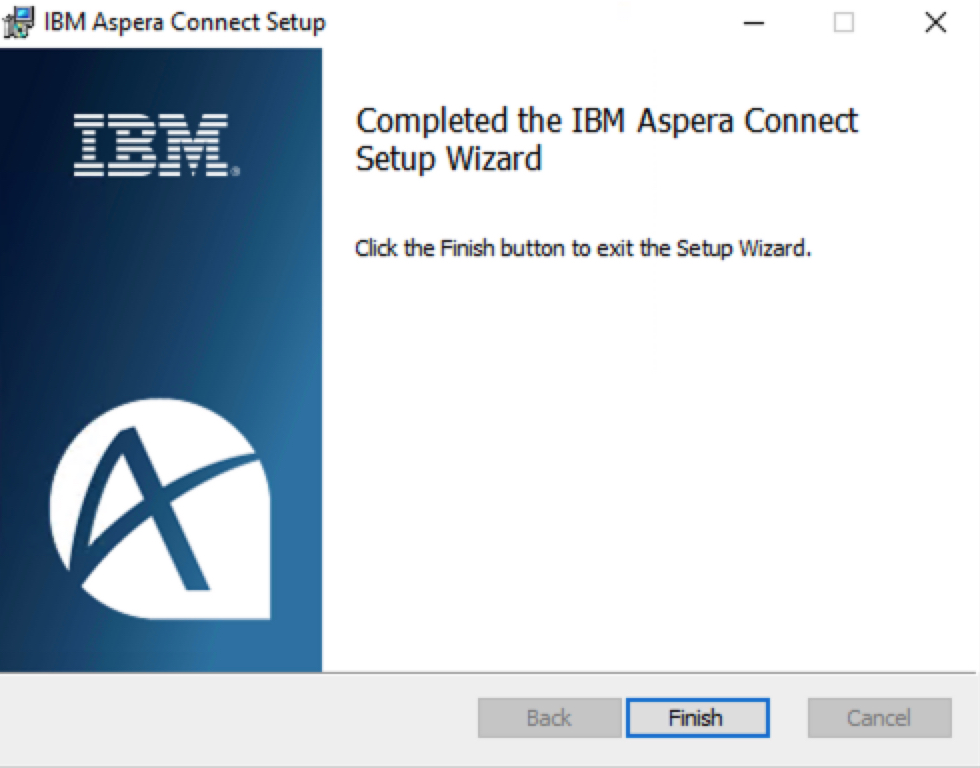 IBM Aspera Connect Setup
IBM®
Completed the IBM Aspera Connect
Setup Wizard
Click the Finish button to exit the Setup Wizard.
Back
Finish
Cancel